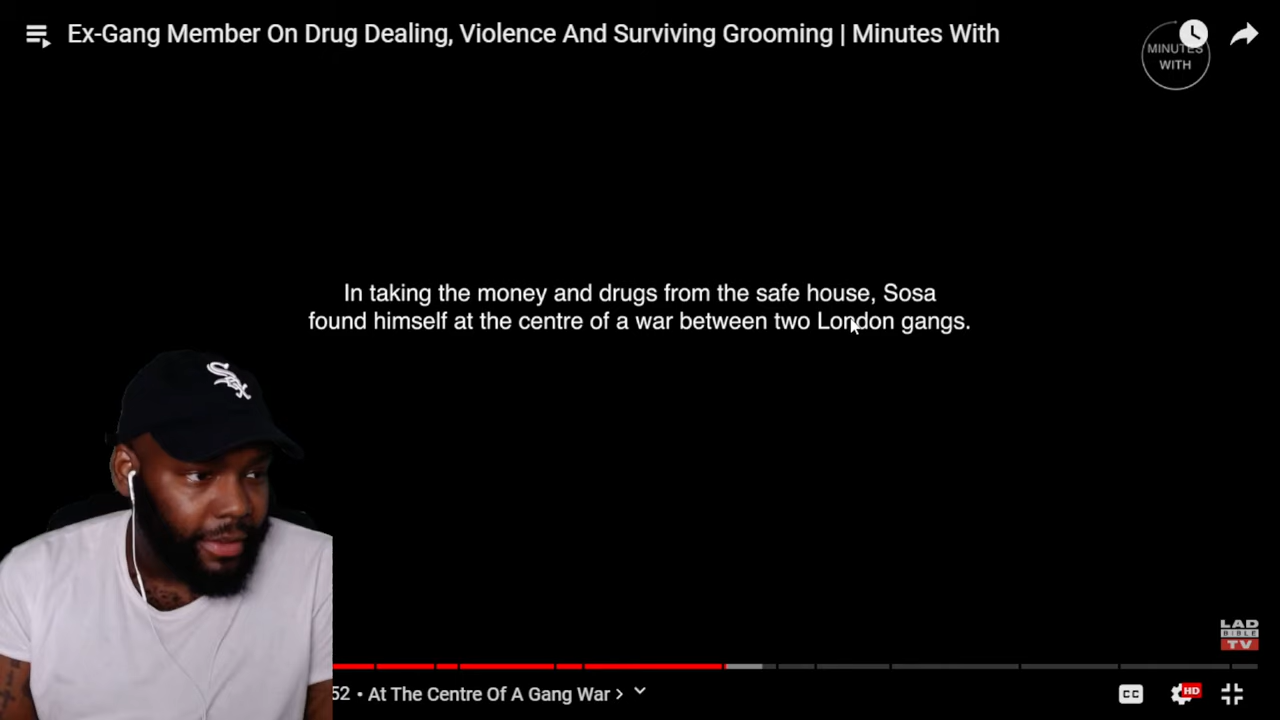 Ex-Gang Member On Drug Dealing, Violence And Surviving Grooming | Minutes With
MINUTES
WITH
In taking the money and drugs from the safe house, Sosa
found himself at the centre of a war between two London gangs.
Sox
LAD
BIBLE
TV
52 • At The Centre Of A Gang War >
CC
HD